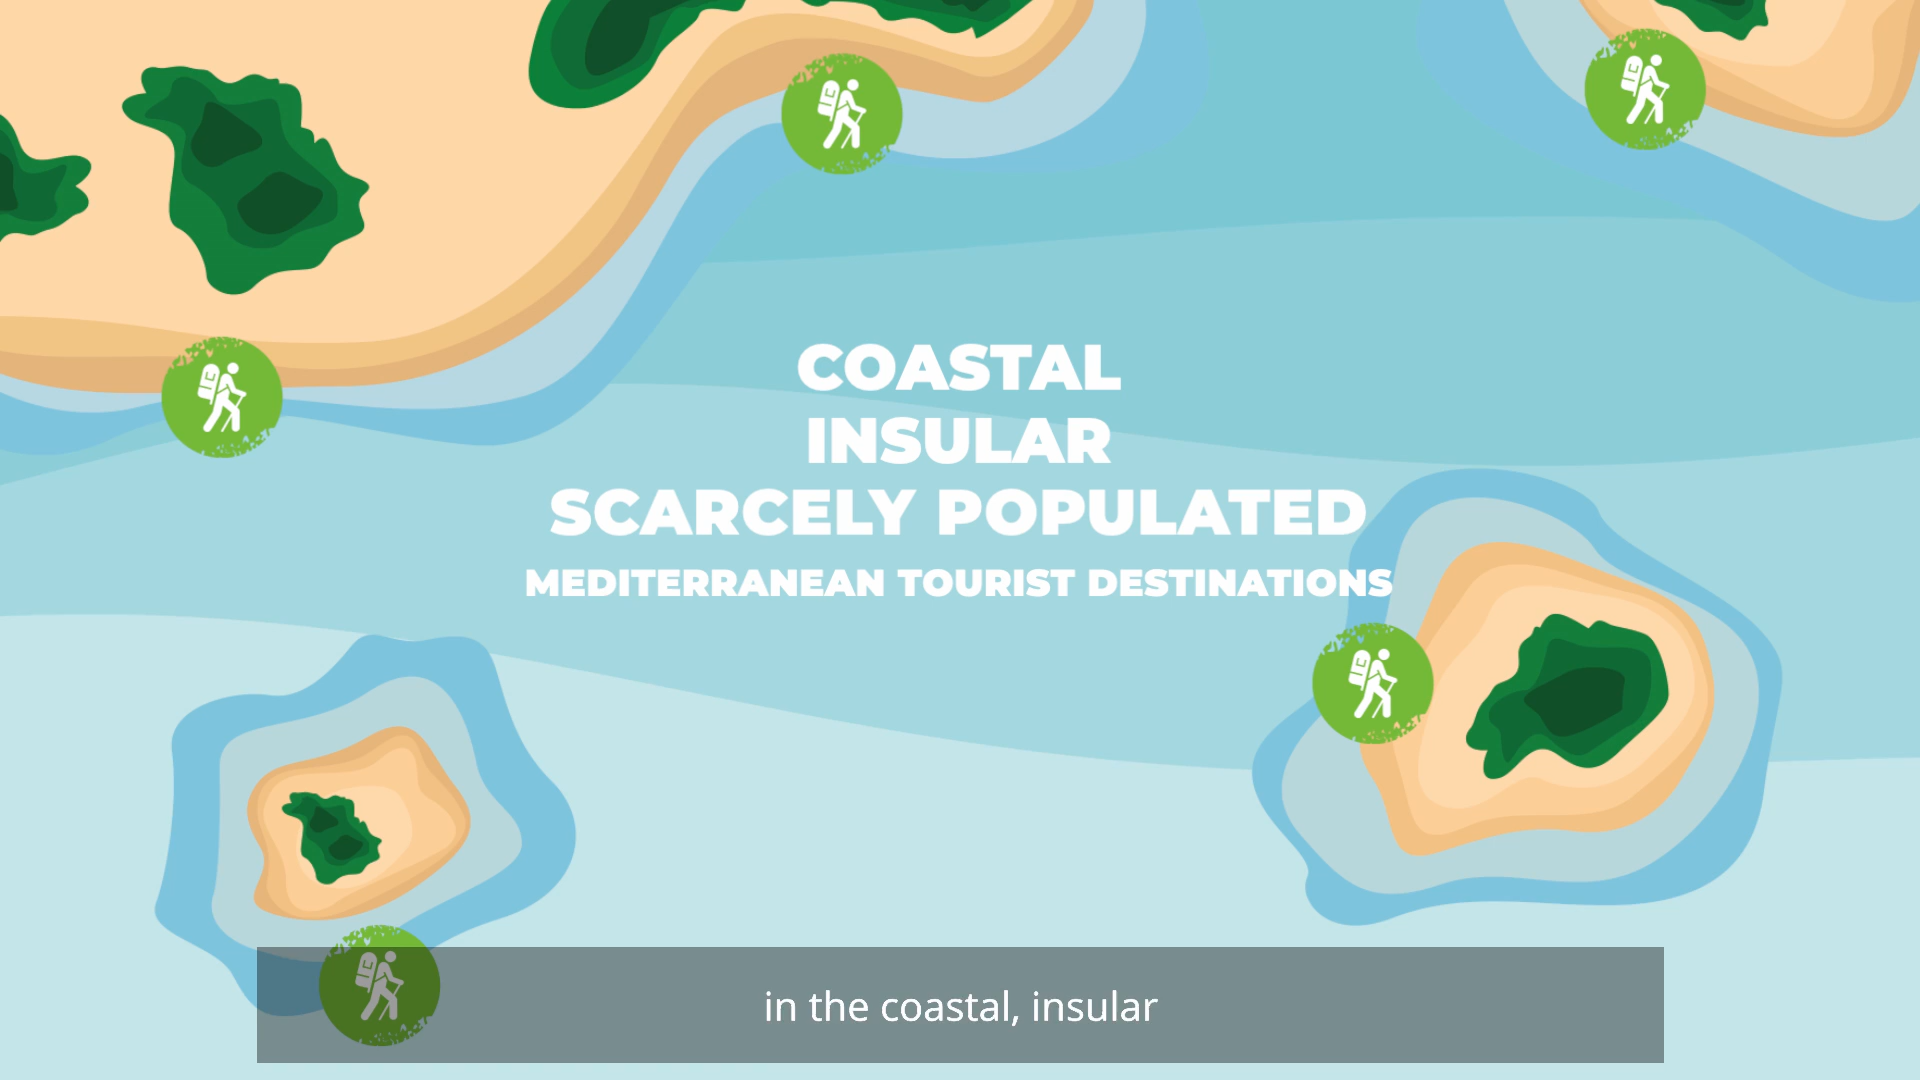 COASTAL
INSULAR
SCARCELY POPULATED
MEDITERRANEAN TOURIST DESTINATIONS
in the coastal, insular